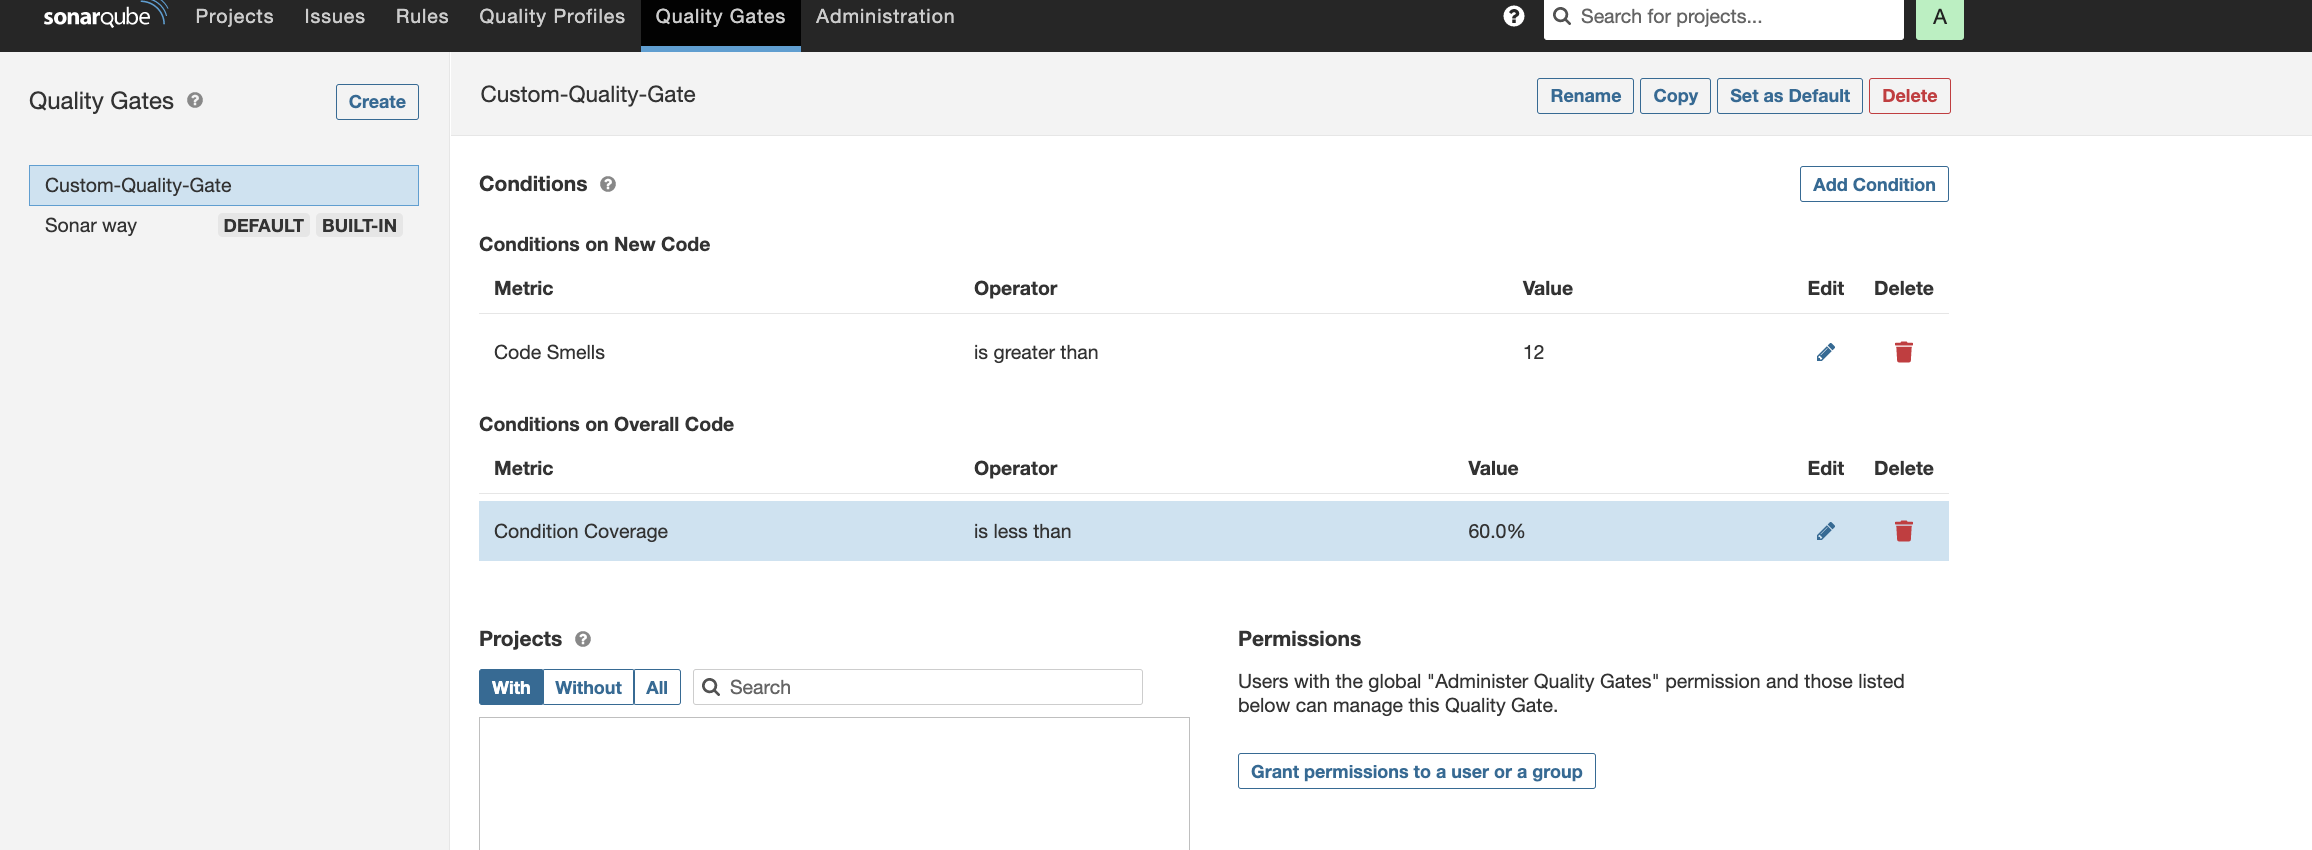 sonarqube Projects Issues Rules Quality Profiles Quality Gates Administration ? Search for projects... A
Quality Gates ? Create
Custom-Quality-Gate
Sonar way DEFAULT BUILT-IN
Custom-Quality-Gate Rename Copy Set as Default Delete
Conditions ? Add Condition
Conditions on New Code
Metric Operator Value Edit Delete
Code Smells is greater than 12
Conditions on Overall Code
Metric Operator Value Edit Delete
Condition Coverage is less than 60.0%
Projects ?
With Without All Search
Permissions
Users with the global "Administer Quality Gates" permission and those listed
below can manage this Quality Gate.
Grant permissions to a user or a group